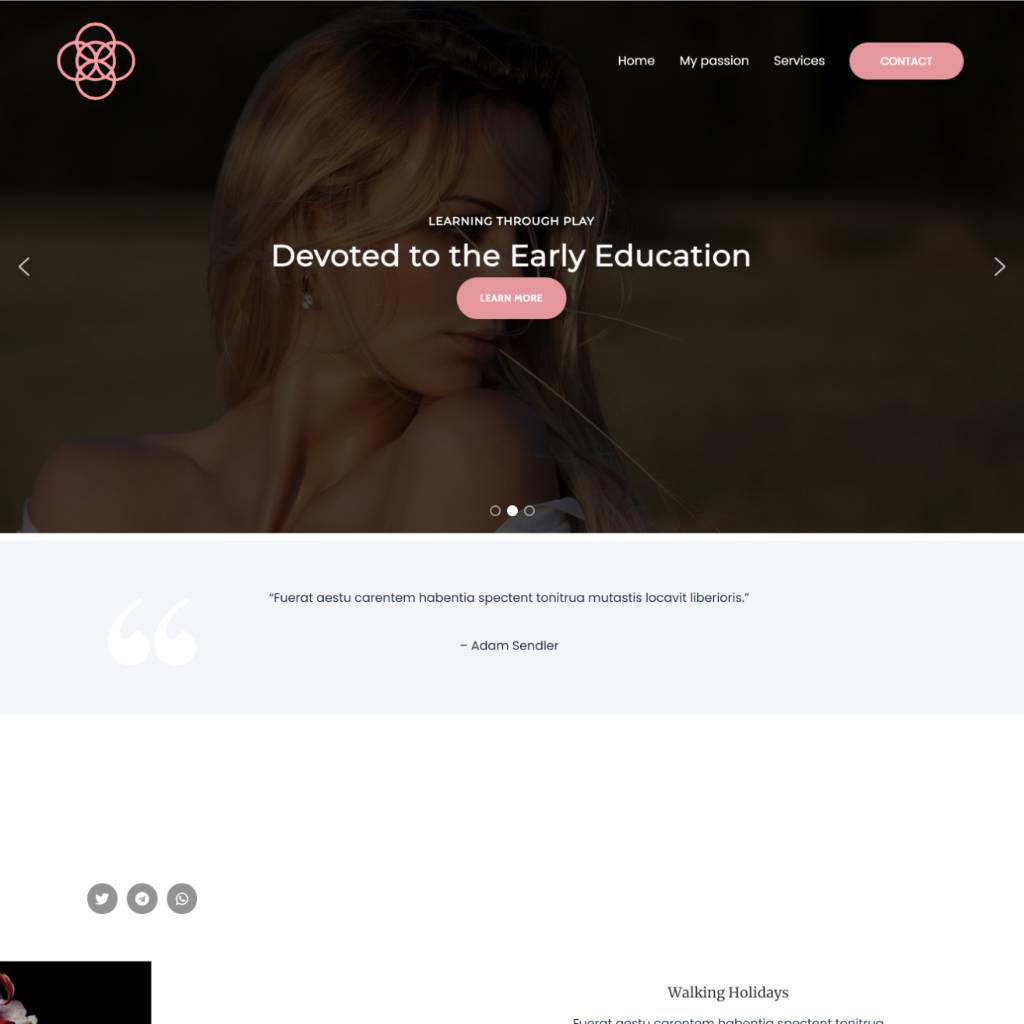 Home My passion Services CONTACT
LEARNING THROUGH PLAY
Devoted to the Early Education
LEARN MORE
“Fuerat aestu carentem habentia spectent tonitrua mutastis locavit liberioris.”
– Adam Sendler
Walking Holidays
Fuerat aestu carentem habentia spectent tonitrua